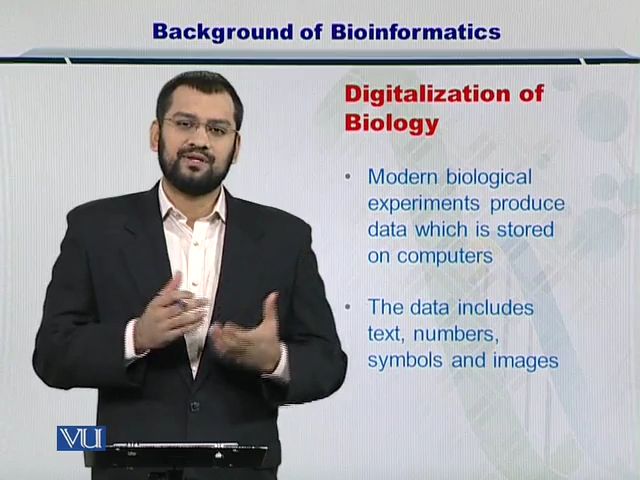 Background of Bioinformatics
Digitalization of
Biology
• Modern biological
experiments produce
data which is stored
on computers
• The data includes
text, numbers,
symbols and images
VU